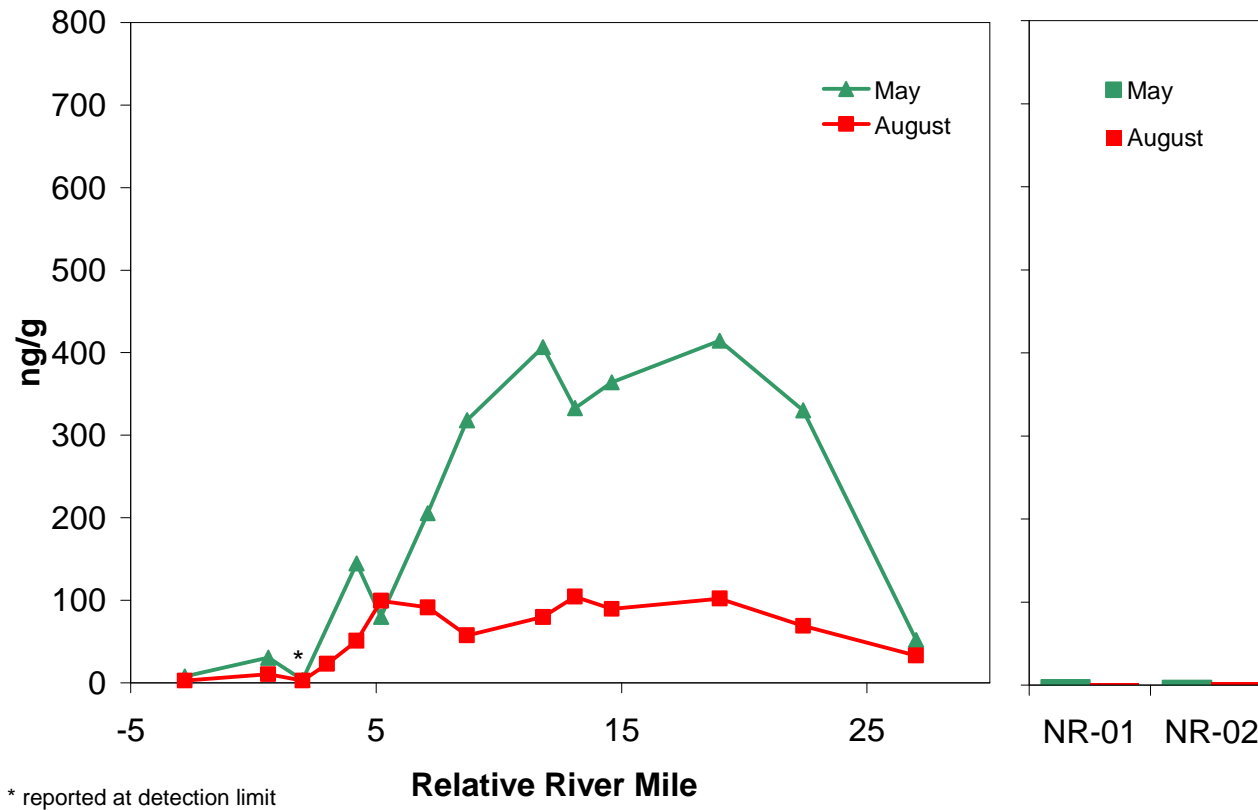 800
700
600
500
400
300
200
100
0
ng/g
May
August
*
-5
5
15
25
Relative River Mile
* reported at detection limit
May
August
NR-01
NR-02